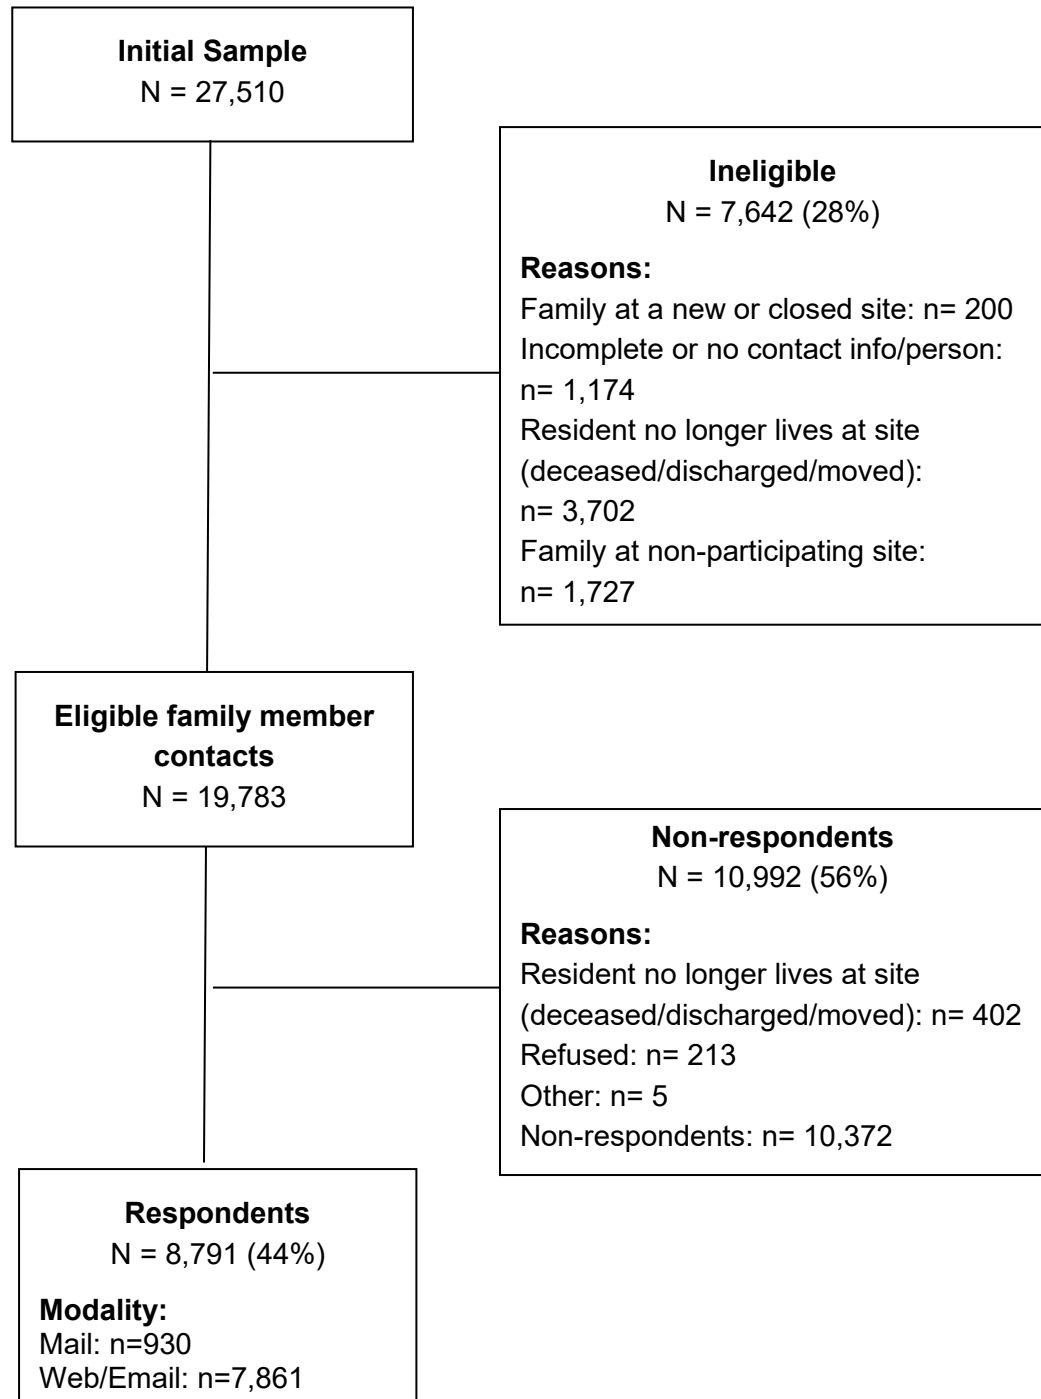 Initial Sample
N = 27,510
Ineligible
N = 7,642 (28%)
Reasons:
Family at a new or closed site: n= 200
Incomplete or no contact info/person:
n= 1,174
Resident no longer lives at site
(deceased/discharged/moved):
n= 3,702
Family at non-participating site:
n= 1,727
Eligible family member
contacts
N = 19,783
Non-respondents
N = 10,992 (56%)
Reasons:
Resident no longer lives at site
(deceased/discharged/moved): n= 402
Refused: n= 213
Other: n= 5
Non-respondents: n= 10,372
Respondents
N = 8,791 (44%)
Modality:
Mail: n=930
Web/Email: n=7,861